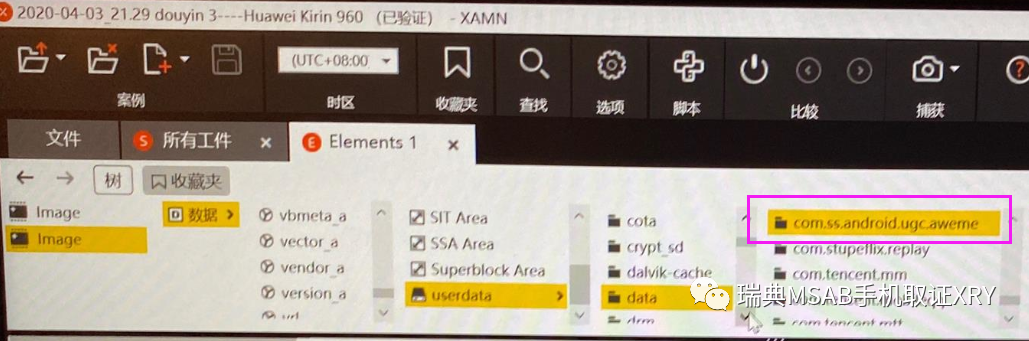 2020-04-03_21.29 douyin 3----Huawei Kirin 960 （已验证） - XAMN
(UTC+08:00)
案例
时区
收藏夹
查找
选项
脚本
比较
捕获
文件
S 所有工件 ×
E Elements 1 ×
树
收藏夹
Image
Image
D 数据
vbmeta_a
vector_a
vendor_a
version_a
SIT Area
SSA Area
Superblock Area
userdata
cota
crypt_sd
dalvik-cache
data
drm
com.ss.android.ugc.aweme
com.stupeflix.replay
com.tencent.mm
com.tencent.mtt
瑞典MSAB手机取证XRY